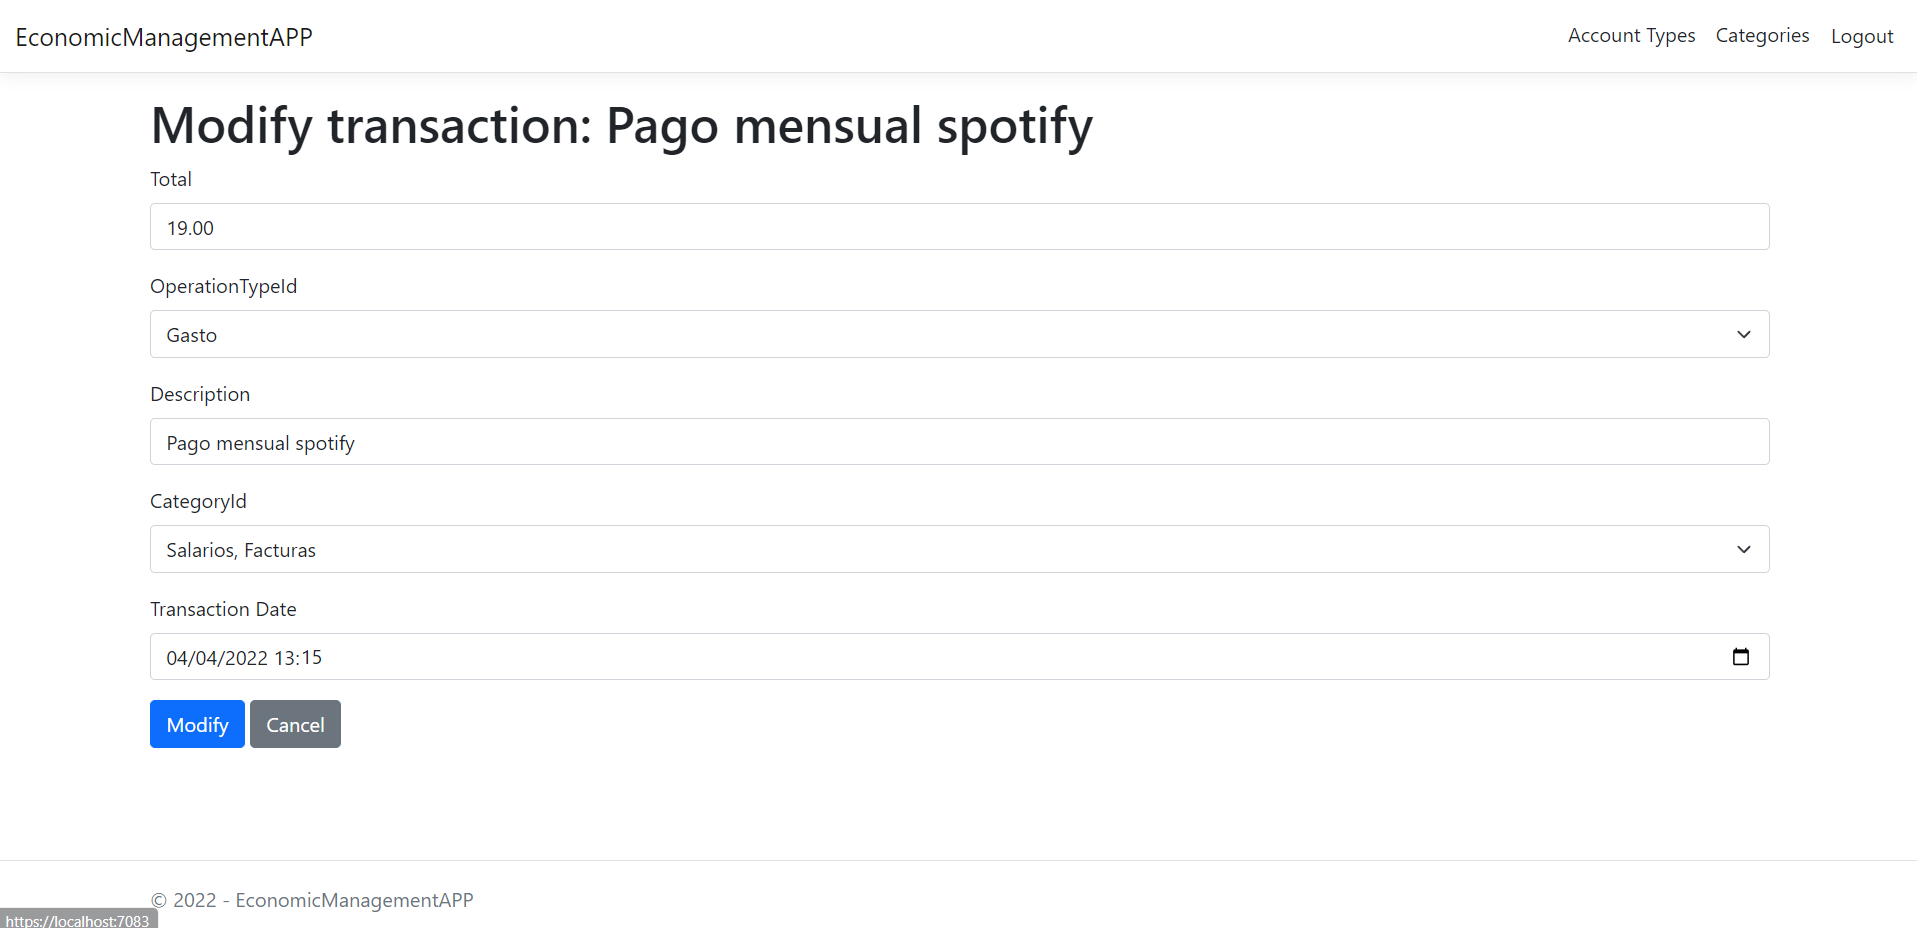 EconomicManagementAPP
Account Types Categories Logout
Modify transaction: Pago mensual spotify
Total
19.00
OperationTypeId
Gasto
Description
Pago mensual spotify
CategoryId
Salarios, Facturas
Transaction Date
04/04/2022 13:15
Modify Cancel
© 2022 - EconomicManagementAPP
https://localhost:7083